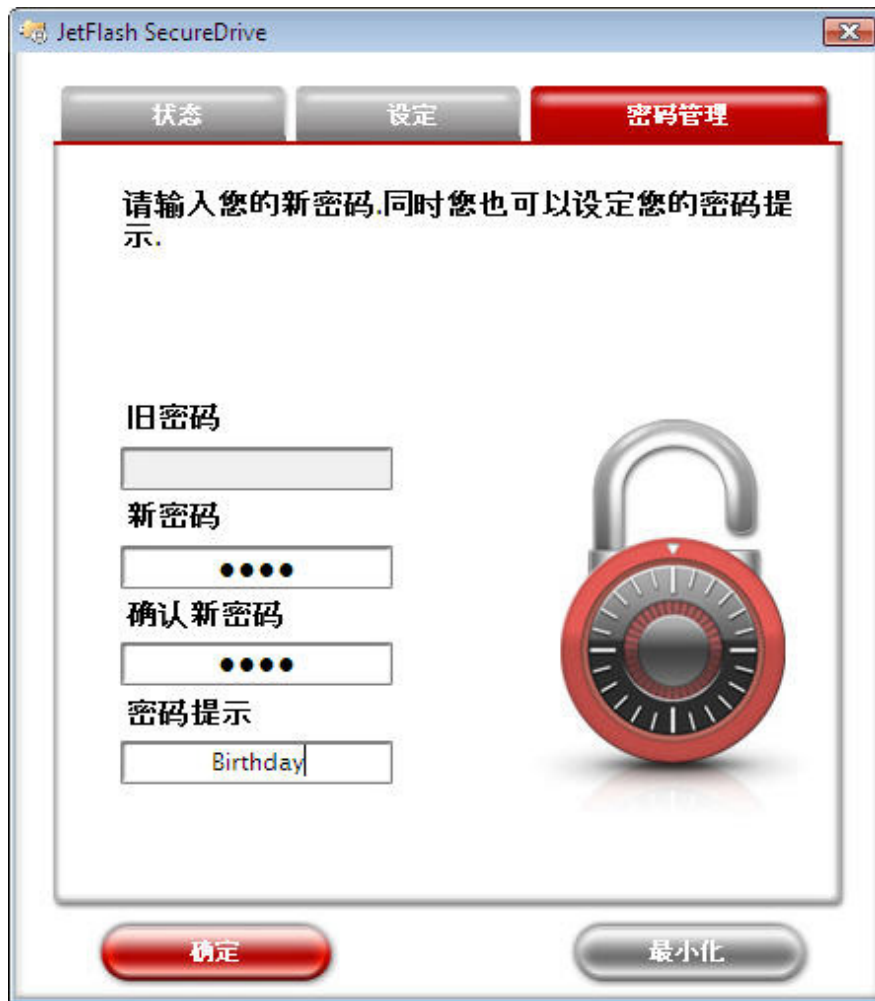 JetFlash SecureDrive
状态
设定
密码管理
请输入您的新密码.同时您也可以设定您的密码提
示.
旧密码
新密码
●●●●
确认新密码
●●●●
密码提示
Birthday
确定
最小化